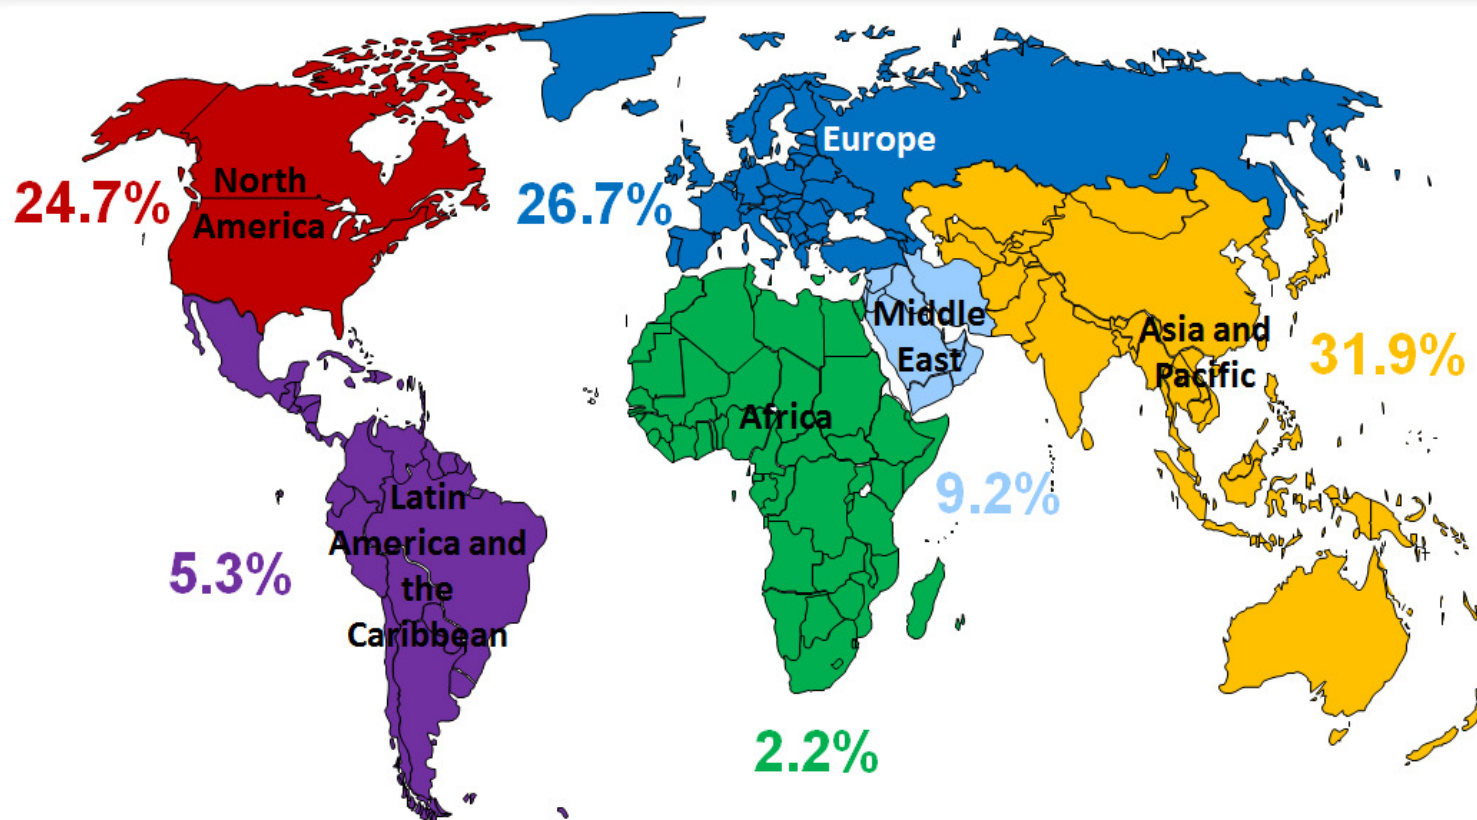 North
America
24.7%
Europe
26.7%
Middle
East
9.2%
Asia and
Pacific
31.9%
Africa
2.2%
Latin
America and
the
Caribbean
5.3%